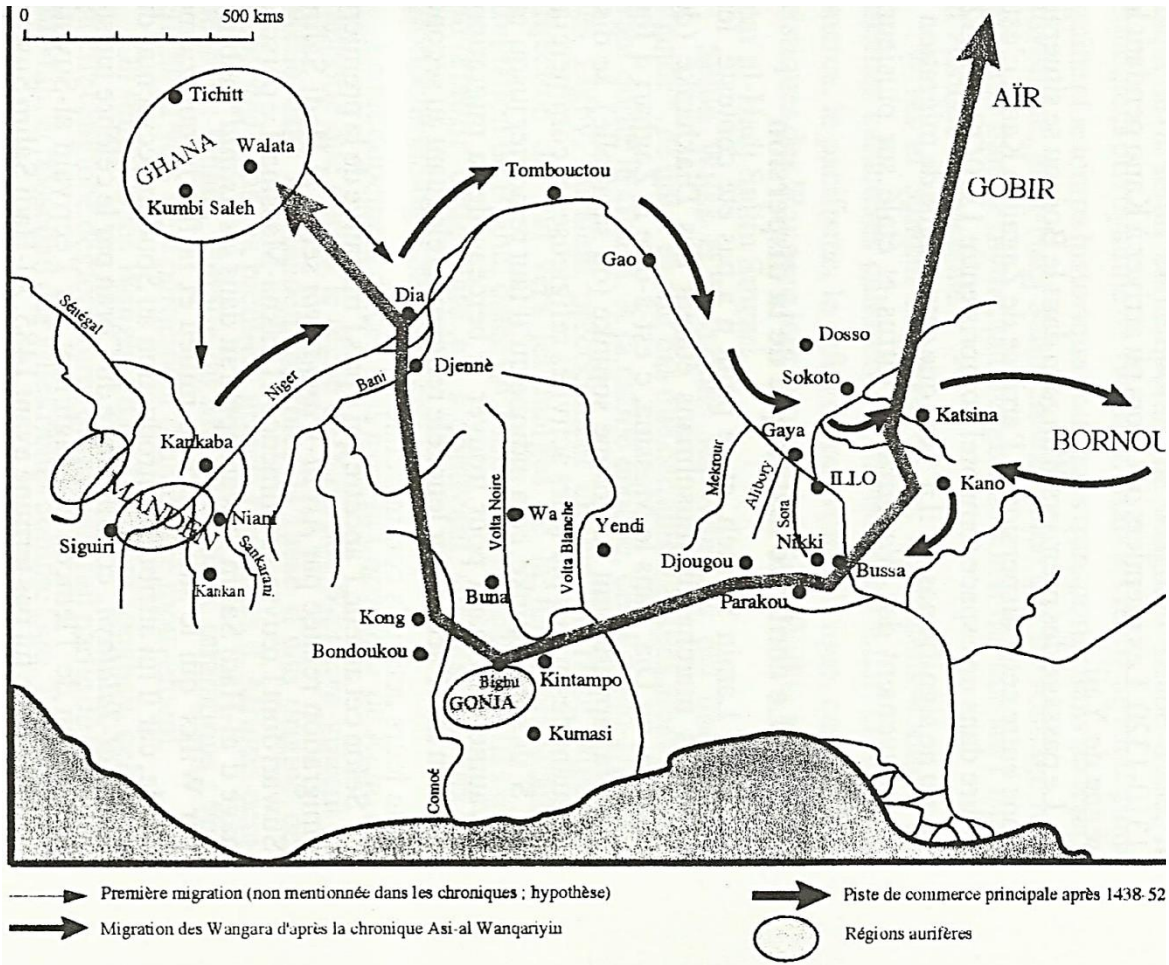 0 500 kms
Tichitt
GHANA
Walata
Kumbi Saleh
Tombouctou
AÏR
GOBIR
Gao
Dia
Sénégal
Djennè
Niger
Bani
Dosso
Sokoto
Katsina
BORNOU
Gaya
Kankaba
Mekrour
Alibory
ILLO
Kano
MANDEN
Niani
Siguiri
Sankarani
Kankan
Volta Noire
Wa
Volta Blanche
Yendi
Sota
Nikki
Djougou
Bussa
Buna
Parakou
Kong
Bondoukou
Bighu
Kintampo
GONJA
Kumasi
Comoé
Première migration (non mentionnée dans les chroniques ; hypothèse)
Piste de commerce principale après 1438-52
Migration des Wangara d'après la chronique Asl-al Wanqariyin
Régions aurifères